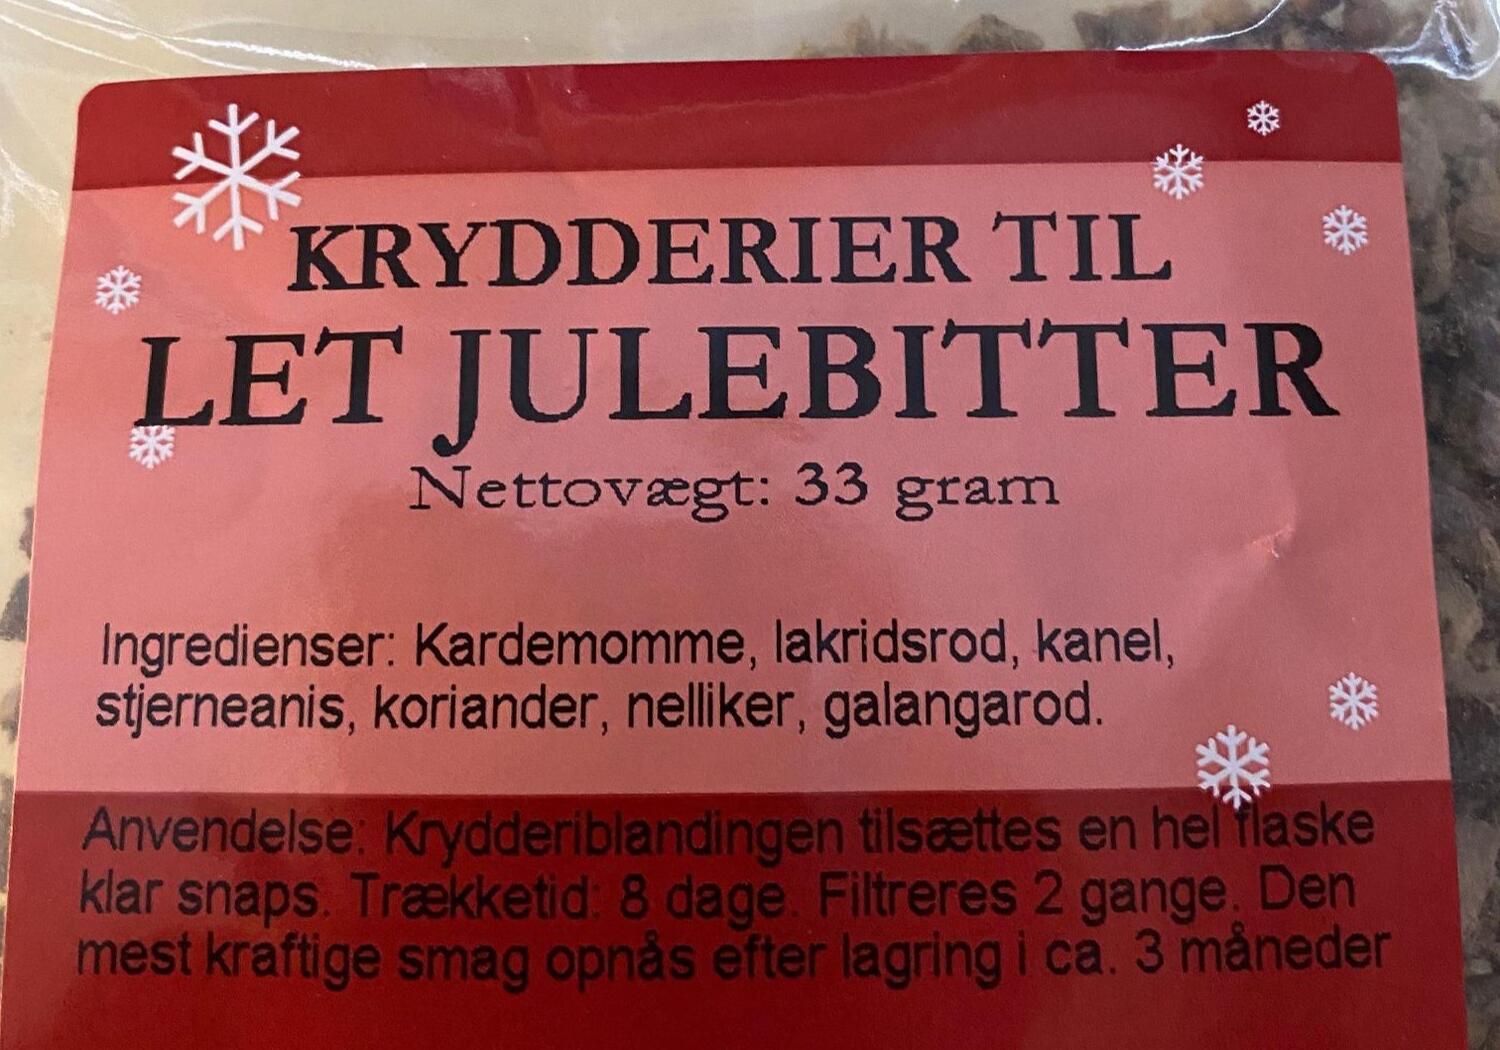 KRYDDERIER TIL
LET JULEBITTER
Nettovægt: 33 gram
Ingredienser: Kardemomme, lakridsrod, kanel,
stjerneanis, koriander, nelliker, galangarod.
Anvendelse: Krydderiblandingen tilsættes en hel flaske
klar snaps. Trækketid: 8 dage. Filtreres 2 gange. Den
mest kraftige smag opnås efter lagring i ca. 3 måneder